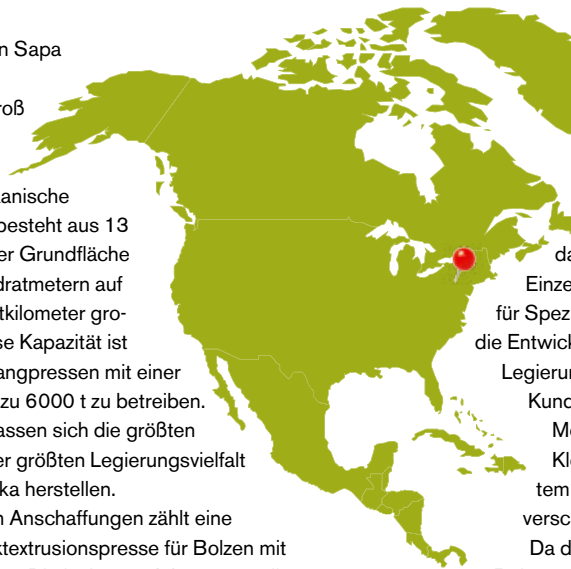 n Sapa
roß
anische
besteht aus 13
er Grundfläche
dratmetern auf
tkilometer gro-
se Kapazität ist
angpressen mit einer
zu 6000 t zu betreiben.
assen sich die größten
er größten Legierungsvielfalt
ka herstellen.
n Anschaffungen zählt eine
ktextrusionspresse für Bolzen mit
da
Einze
für Spez
die Entwick
Legierun
Kund
Me
Kle
tem
versch
Da d